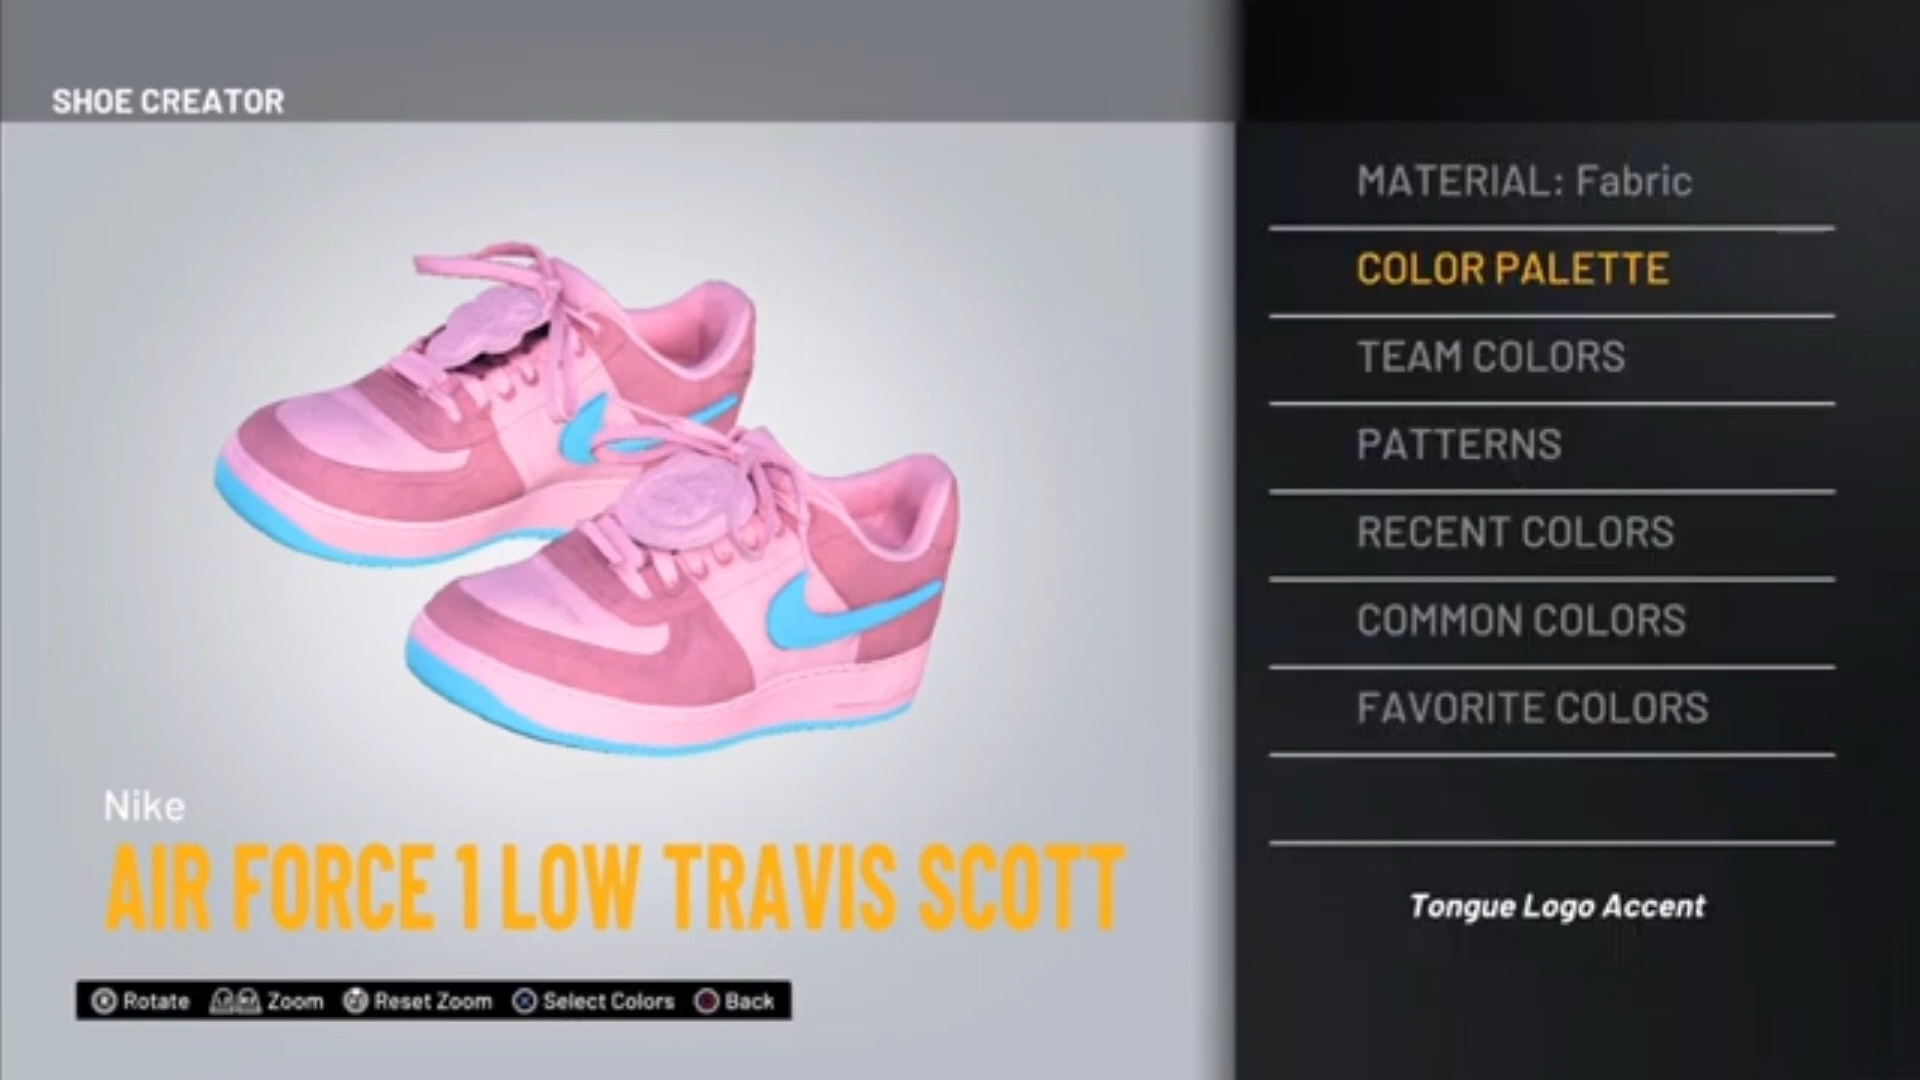 SHOE CREATOR
MATERIAL: Fabric
COLOR PALETTE
TEAM COLORS
PATTERNS
RECENT COLORS
COMMON COLORS
FAVORITE COLORS
Tongue Logo Accent
Nike
AIR FORCE 1 LOW TRAVIS SCOTT
Rotate Zoom Reset Zoom Select Colors Back